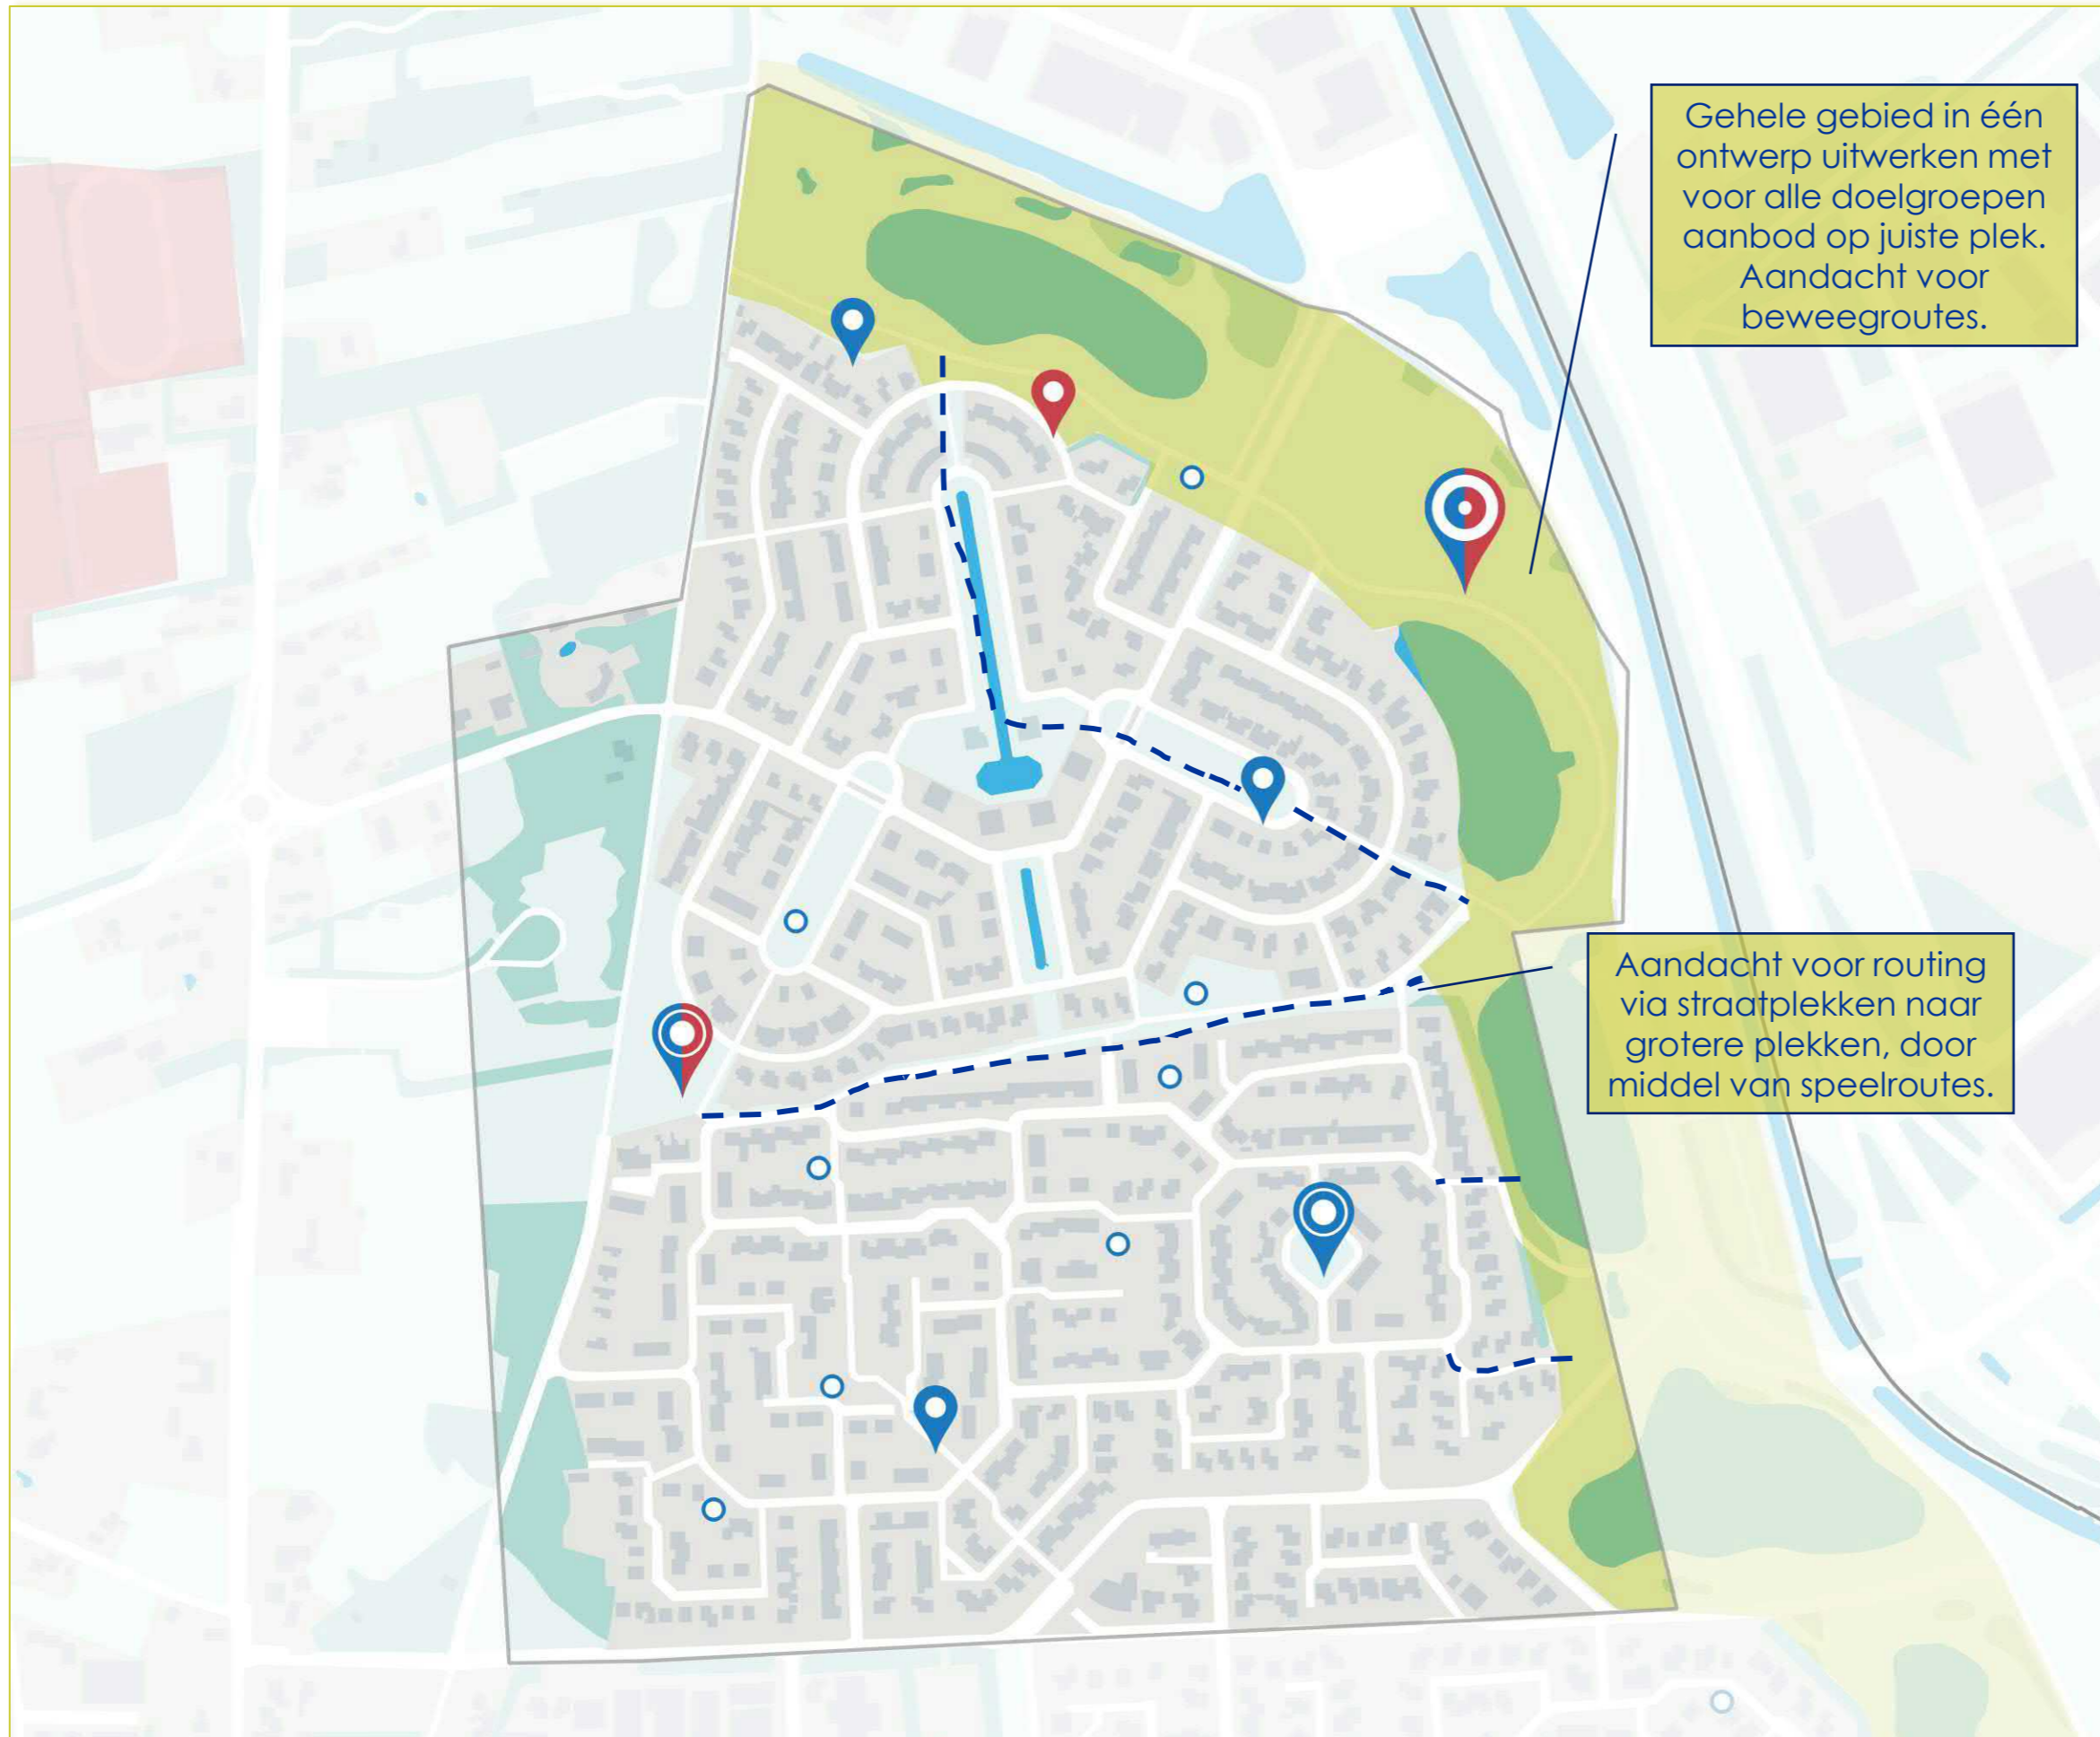 Gehele gebied in één
ontwerp uitwerken met
voor alle doelgroepen
aanbod op juiste plek.
Aandacht voor
beweegroutes.
Aandacht voor routing
via straatplekken naar
grotere plekken, door
middel van speelroutes.